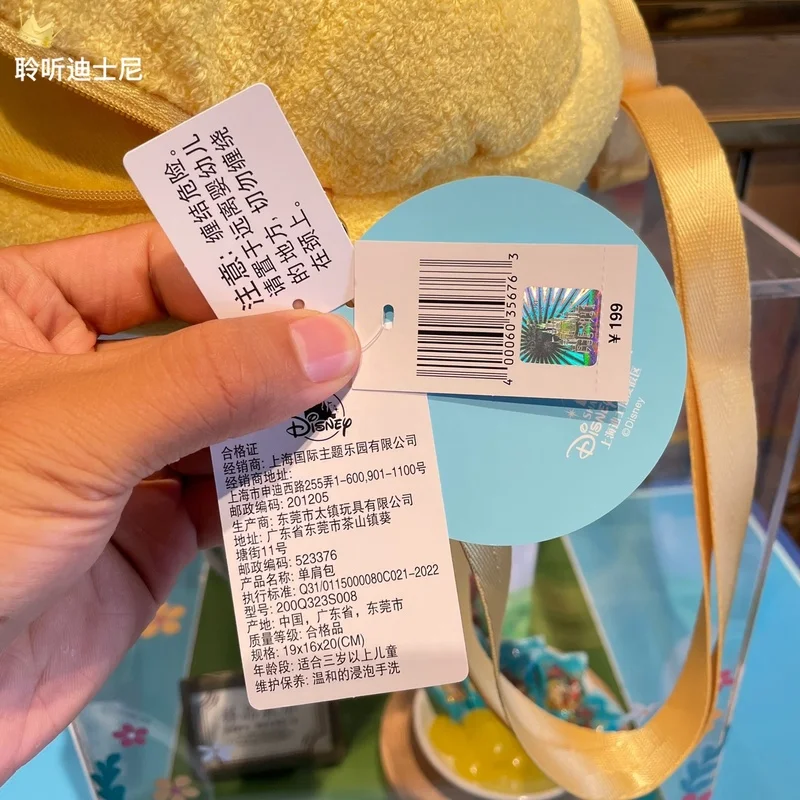 聆听迪士尼
注意: 缠结危险。
请置于远离婴幼儿
的地方, 切勿缠绕
在颈上。
4 00060 35676 3
¥ 199
Disney
©Disney
Disney
合格证
经销商: 上海国际主题乐园有限公司
经销商地址:
上海市申迪西路255弄1-600,901-1100号
邮政编码: 201205
生产商: 东莞市太镇玩具有限公司
地址: 广东省东莞市茶山镇葵
塘街11号
邮政编码: 523376
产品名称: 单肩包
执行标准: Q31/0115000080C021-2022
型号: 200Q323S008
产地: 中国, 广东省, 东莞市
质量等级: 合格品
规格: 19x16x20(CM)
年龄段: 适合三岁以上儿童
维护保养: 温和的浸泡手洗